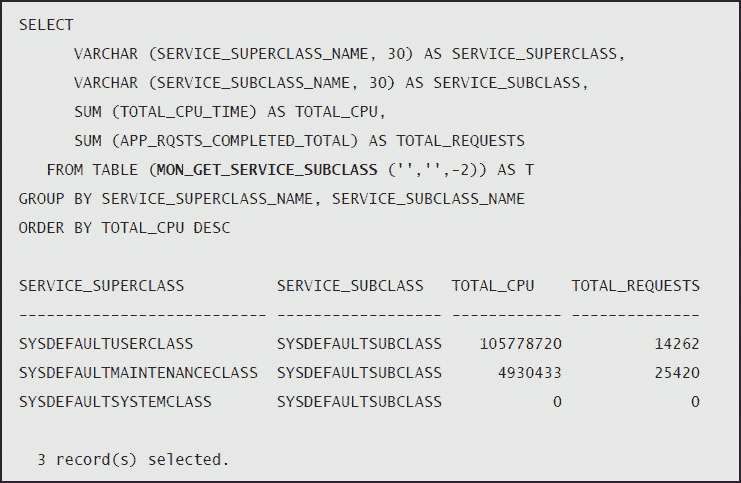 SELECT
VARCHAR (SERVICE_SUPERCLASS_NAME, 30) AS SERVICE_SUPERCLASS,
VARCHAR (SERVICE_SUBCLASS_NAME, 30) AS SERVICE_SUBCLASS,
SUM (TOTAL_CPU_TIME) AS TOTAL_CPU,
SUM (APP_RQSTS_COMPLETED_TOTAL) AS TOTAL_REQUESTS
FROM TABLE (MON_GET_SERVICE_SUBCLASS ('','',-2)) AS T
GROUP BY SERVICE_SUPERCLASS_NAME, SERVICE_SUBCLASS_NAME
ORDER BY TOTAL_CPU DESC
SERVICE_SUPERCLASS SERVICE_SUBCLASS TOTAL_CPU TOTAL_REQUESTS
--------------------------- ------------------ ------------ --------------
SYSDEFAULTUSERCLASS SYSDEFAULTSUBCLASS 105778720 14262
SYSDEFAULTMAINTENANCECLASS SYSDEFAULTSUBCLASS 4930433 25420
SYSDEFAULTSYSTEMCLASS SYSDEFAULTSUBCLASS 0 0
3 record(s) selected.